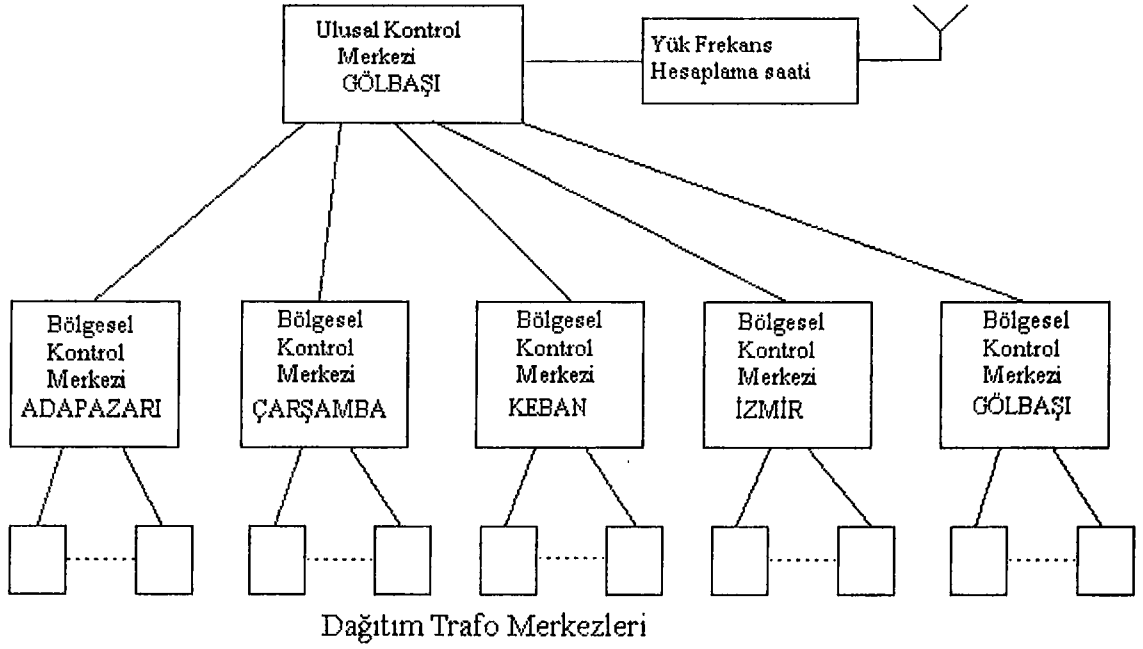 Ulusal Kontrol
Merkezi
GÖLBAŞI
Yük Frekans
Hesaplama saati
Bölgesel
Kontrol
Merkezi
ADAPAZARI
Bölgesel
Kontrol
Merkezi
ÇARŞAMBA
Bölgesel
Kontrol
Merkezi
KEBAN
Bölgesel
Kontrol
Merkezi
İZMİR
Bölgesel
Kontrol
Merkezi
GÖLBAŞI
Dağıtım Trafo Merkezleri